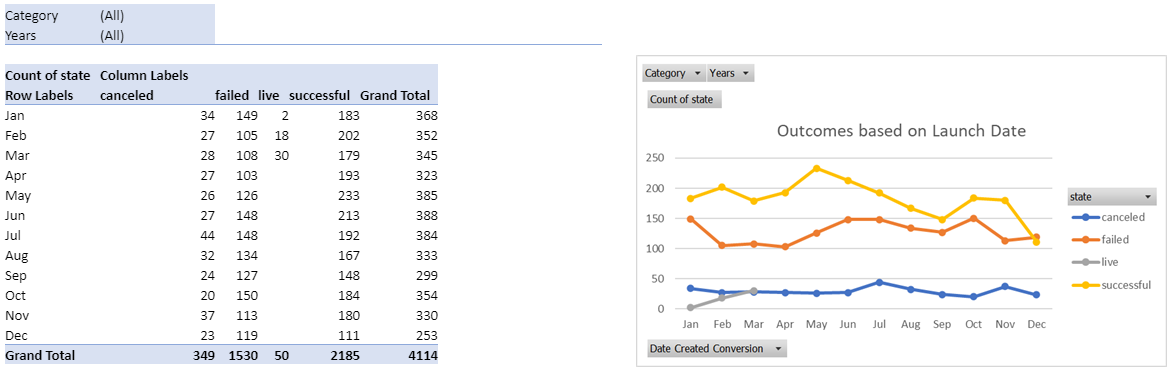 Category (All)
Years (All)
Count of state Column Labels
Row Labels canceled failed live successful Grand Total
Jan 34 149 2 183 368
Feb 27 105 18 202 352
Mar 28 108 30 179 345
Apr 27 103 193 323
May 26 126 233 385
Jun 27 148 213 388
Jul 44 148 192 384
Aug 32 134 167 333
Sep 24 127 148 299
Oct 20 150 184 354
Nov 37 113 180 330
Dec 23 119 111 253
Grand Total 349 1530 50 2185 4114
Category Years
Count of state
Outcomes based on Launch Date
250
200
150
100
50
0
Jan Feb Mar Apr May Jun Jul Aug Sep Oct Nov Dec
state
canceled
failed
live
successful
Date Created Conversion